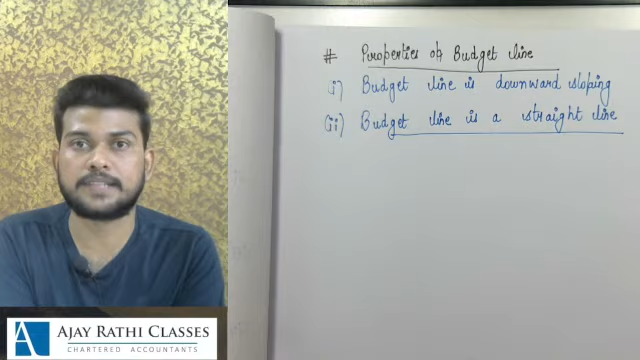 # Properties of Budget line
(i) Budget line is downward sloping
(ii) Budget line is a straight line
A
AJAY RATHI CLASSES
CHARTERED ACCOUNTANTS